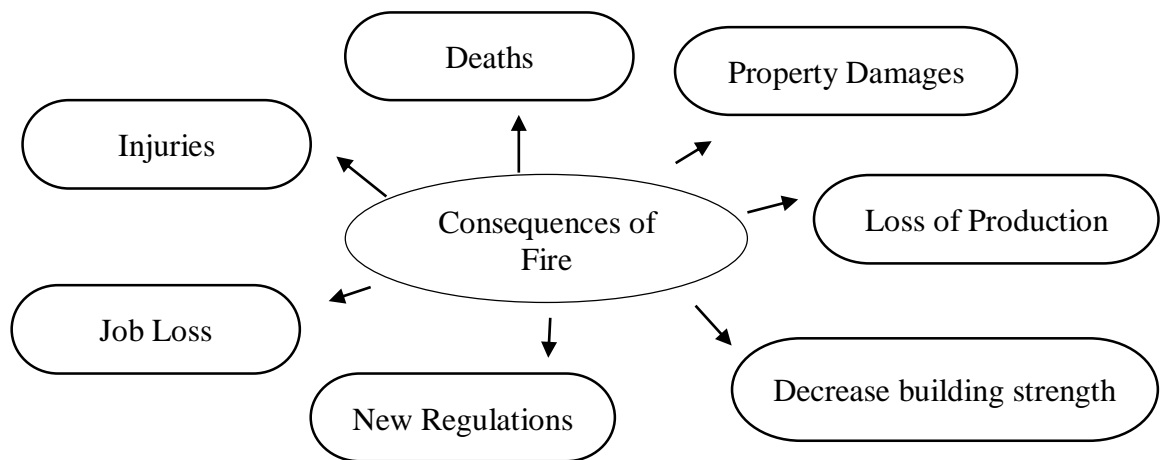 Deaths
Property Damages
Injuries
Consequences of
Fire
Loss of Production
Job Loss
Decrease building strength
New Regulations